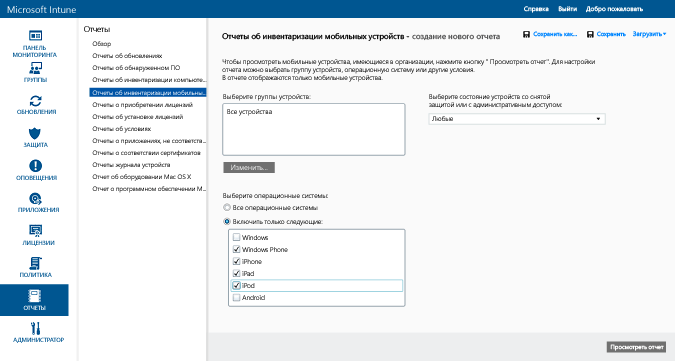 Microsoft Intune
Справка Выйти Добро пожаловать
ПАНЕЛЬ
МОНИТОРИНГА
ГРУППЫ
ОБНОВЛЕНИЯ
ЗАЩИТА
ОПОВЕЩЕНИЯ
ПРИЛОЖЕНИЯ
ЛИЦЕНЗИИ
ПОЛИТИКА
ОТЧЕТЫ
АДМИНИСТРАТОР
Отчеты
Обзор
Отчеты об обновлениях
Отчеты об обнаруженном ПО
Отчеты об инвентаризации компьюте...
Отчеты об инвентаризации мобильны...
Отчеты о приобретении лицензий
Отчеты об установке лицензий
Отчеты об условиях
Отчеты о приложениях, не соответств...
Отчеты о соответствии сертификатов
Отчеты журнала устройств
Отчет об оборудовании Mac OS X
Отчет о программном обеспечении M...
Отчеты об инвентаризации мобильных устройств - создание нового отчета
Сохранить как... Сохранить Загрузить
Чтобы просмотреть мобильные устройства, имеющиеся в организации, нажмите кнопку " Просмотреть отчет". Для настройки
отчета можно выбрать группу устройств, операционную систему или другие условия.
В отчете отображаются только мобильные устройства.
Выберите группы устройств:
Все устройства
Изменить...
Выберите состояние устройств со снятой
защитой или с административным доступом:
Любые
Выберите операционные системы:
Все операционные системы
Включить только следующие:
Windows
Windows Phone
iPhone
iPad
iPod
Android
Просмотреть отчет